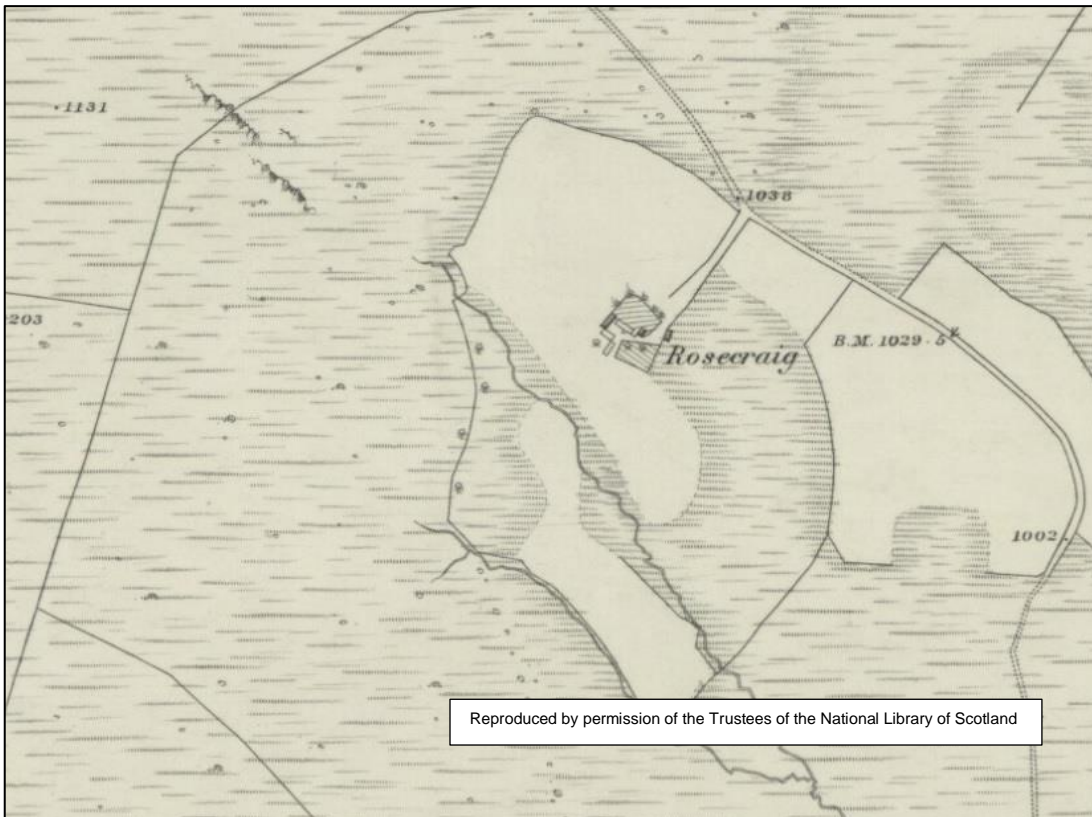 1131
1038
203
B.M. 1029·5
Rosecraig
1002
Reproduced by permission of the Trustees of the National Library of Scotland